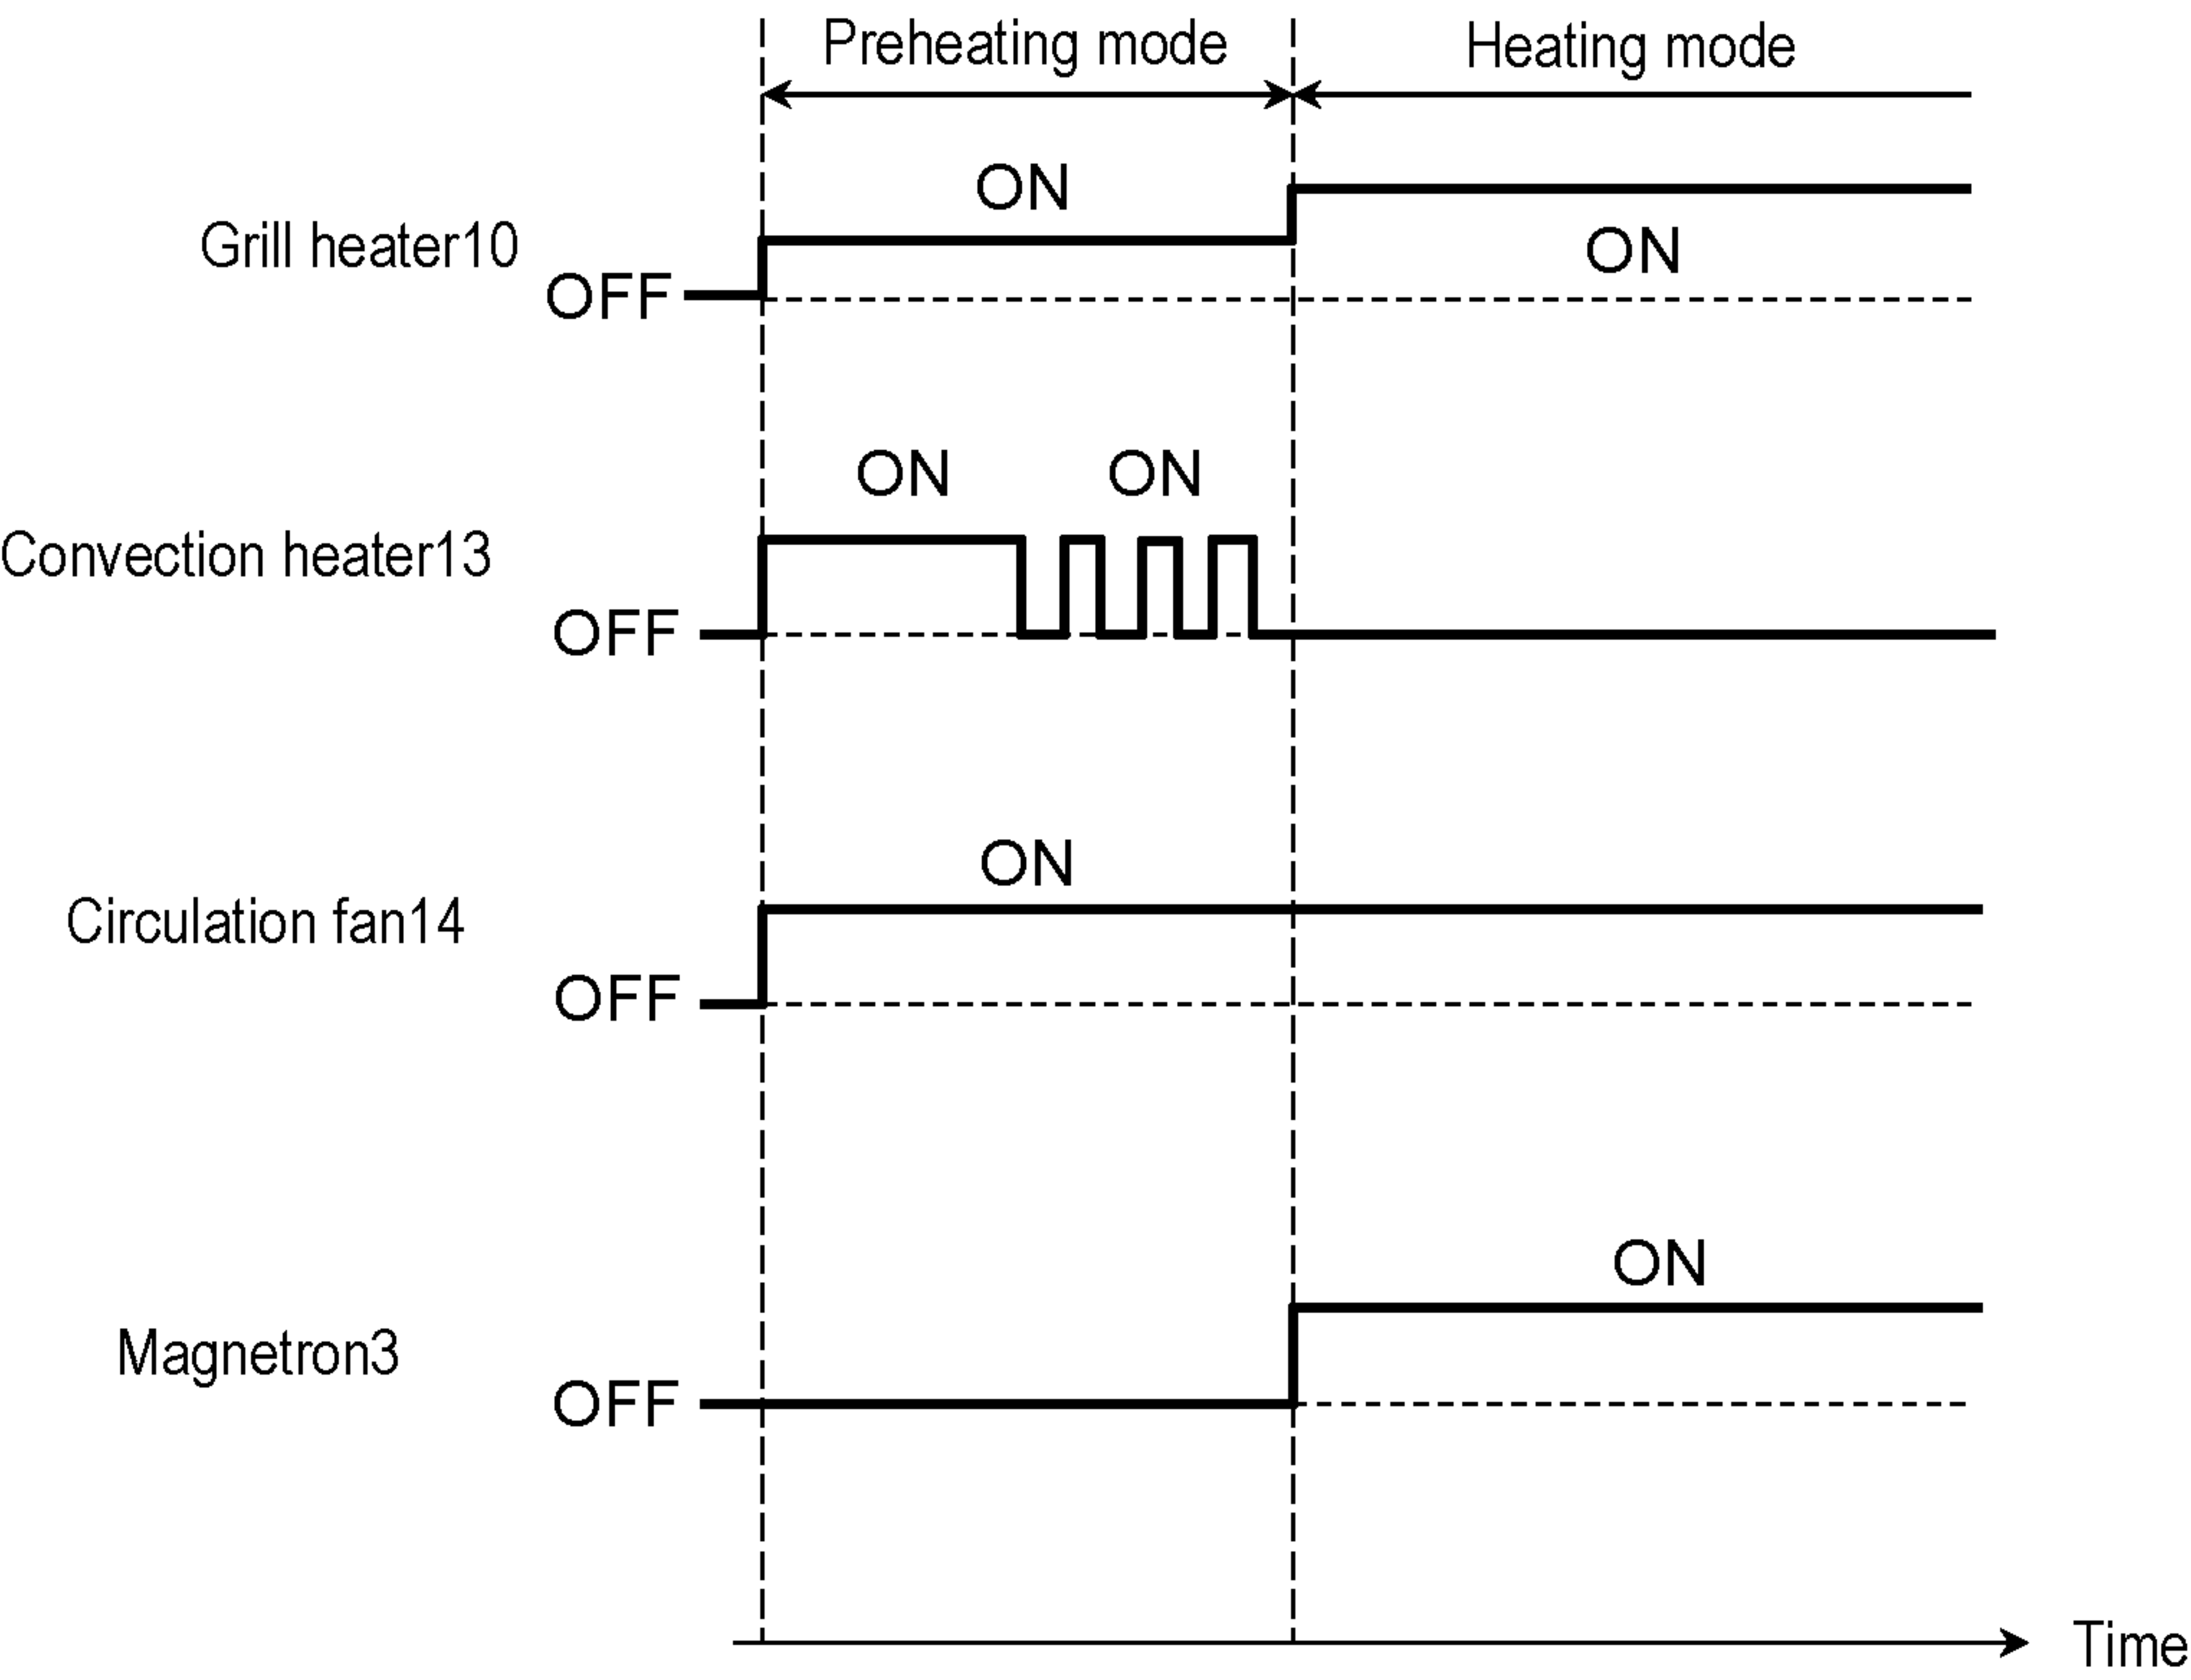 Preheating mode
Heating mode
ON
Grill heater10
ON
OFF
ON
ON
Convection heater13
OFF
ON
Circulation fan14
OFF
ON
Magnetron3
OFF
Time